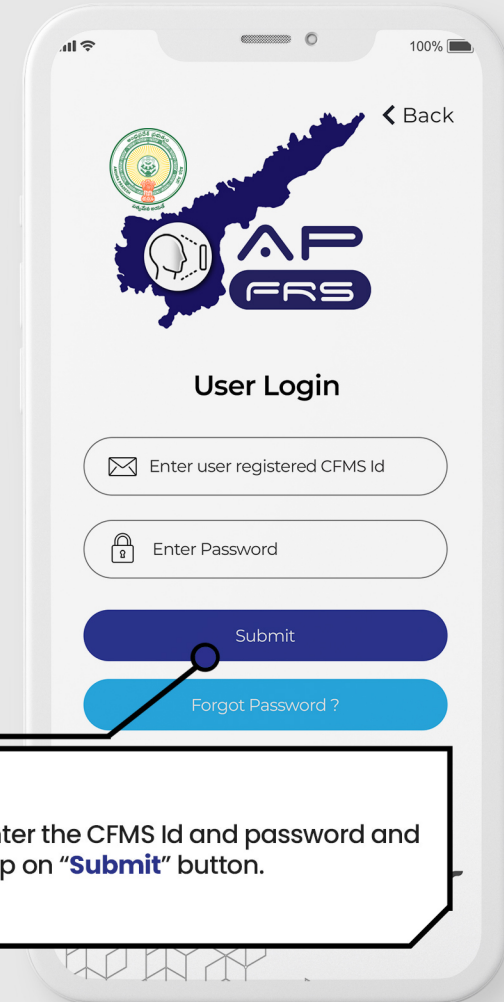 100%
Back
AP
FRS
User Login
Enter user registered CFMS Id
Enter Password
Submit
Forgot Password ?
ter the CFMS Id and password and
p on “Submit” button.